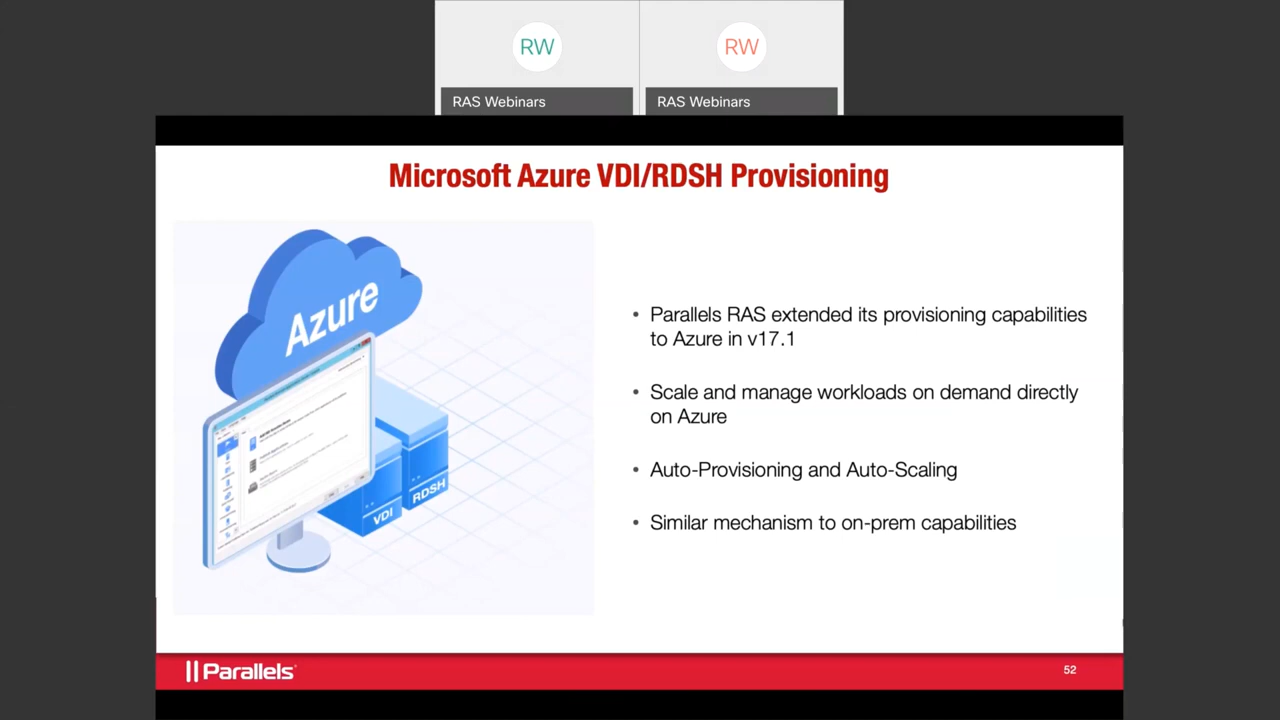 RW
RW
RAS Webinars
RAS Webinars
Microsoft Azure VDI/RDSH Provisioning
Azure
VDI
RDSH
• Parallels RAS extended its provisioning capabilities
to Azure in v17.1
• Scale and manage workloads on demand directly
on Azure
• Auto-Provisioning and Auto-Scaling
• Similar mechanism to on-prem capabilities
Parallels
52